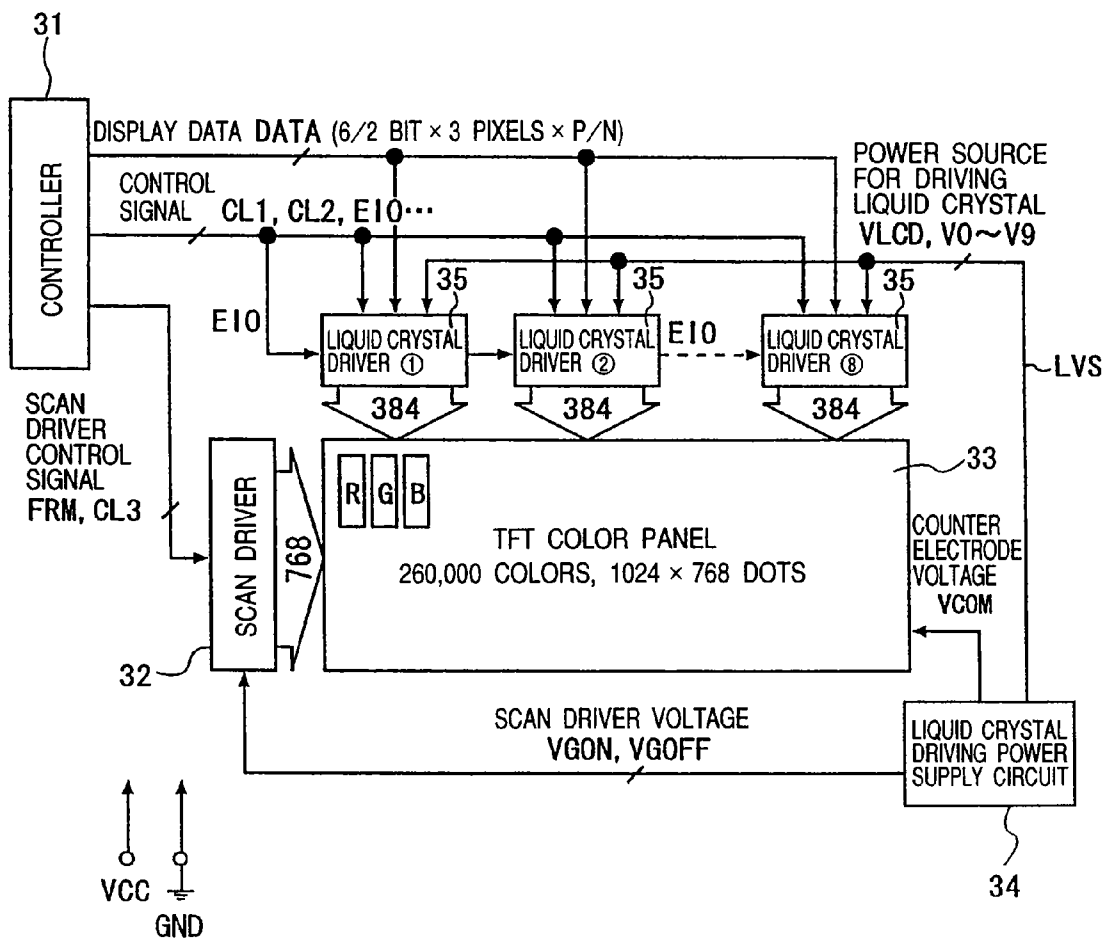 31
DISPLAY DATA DATA (6/2 BIT × 3 PIXELS × P/N)
CONTROLLER
CONTROL
SIGNAL CL1, CL2, EIO···
POWER SOURCE
FOR DRIVING
LIQUID CRYSTAL
VLCD, V0～V9
EIO
35
LIQUID CRYSTAL
DRIVER ①
35
LIQUID CRYSTAL
DRIVER ②
EIO
35
LIQUID CRYSTAL
DRIVER ⑧
LVS
384
384
384
SCAN
DRIVER
CONTROL
SIGNAL
FRM, CL3
SCAN DRIVER
32
768
R G B
33
TFT COLOR PANEL
260,000 COLORS, 1024 × 768 DOTS
COUNTER
ELECTRODE
VOLTAGE
VCOM
SCAN DRIVER VOLTAGE
VGON, VGOFF
LIQUID CRYSTAL
DRIVING POWER
SUPPLY CIRCUIT
34
VCC
GND